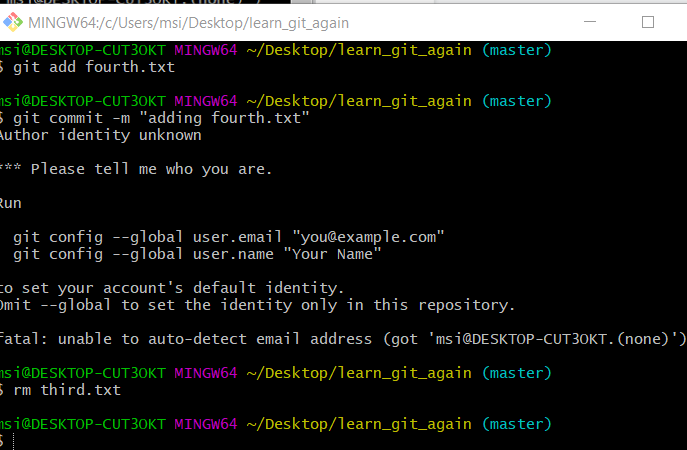 MINGW64:/c/Users/msi/Desktop/learn_git_again
msi@DESKTOP-CUT3OKT MINGW64 ~/Desktop/learn_git_again (master)
$ git add fourth.txt
msi@DESKTOP-CUT3OKT MINGW64 ~/Desktop/learn_git_again (master)
$ git commit -m "adding fourth.txt"
Author identity unknown
*** Please tell me who you are.
Run
git config --global user.email "you@example.com"
git config --global user.name "Your Name"
to set your account's default identity.
Omit --global to set the identity only in this repository.
fatal: unable to auto-detect email address (got 'msi@DESKTOP-CUT3OKT.(none)')
msi@DESKTOP-CUT3OKT MINGW64 ~/Desktop/learn_git_again (master)
$ rm third.txt
msi@DESKTOP-CUT3OKT MINGW64 ~/Desktop/learn_git_again (master)
$